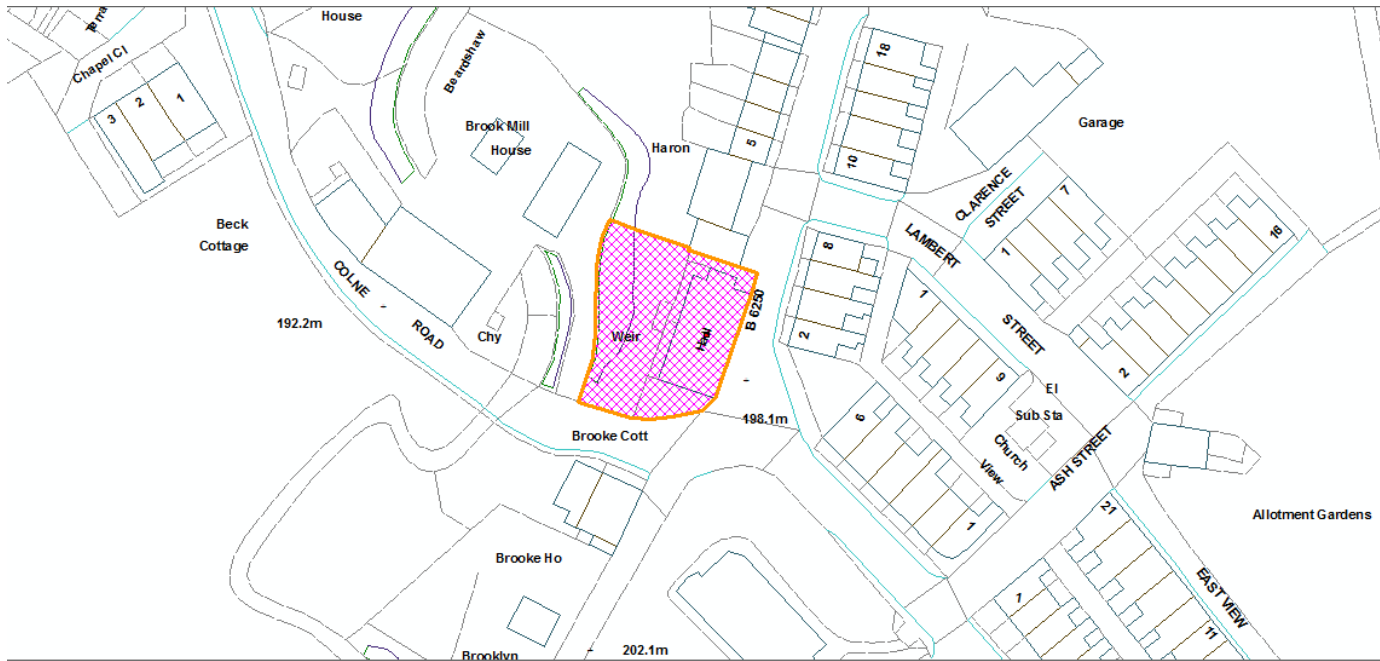 House
Terra
Chapel Cl
3
2
1
Beardshaw
Brook Mill
House
Haron
5
18
10
Garage
CLARENCE
STREET
7
1
16
Beck
Cottage
LAMBERT
STREET
8
2
COLNE
ROAD
192.2m
Chy
Weir
B 6250
1
9
2
El
Sub Sta
198.1m
Brooke Cott
6
Church
View
1
ASH STREET
21
Allotment Gardens
Brooke Ho
1
EAST VIEW
11
Brooklyn
202.1m